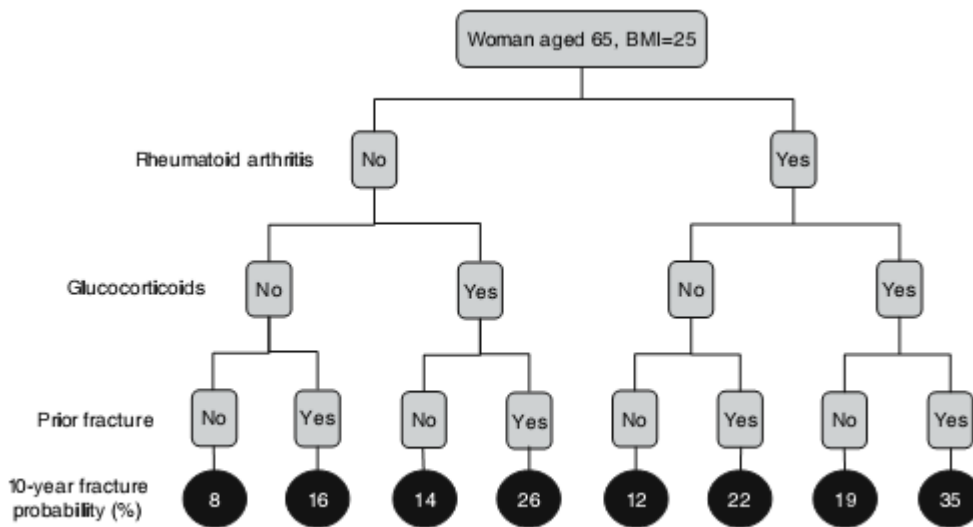 Woman aged 65, BMI=25
Rheumatoid arthritis No Yes
Glucocorticoids No Yes No Yes
Prior fracture No Yes No Yes No Yes No Yes
10-year fracture
probability (%) 8 16 14 26 12 22 19 35